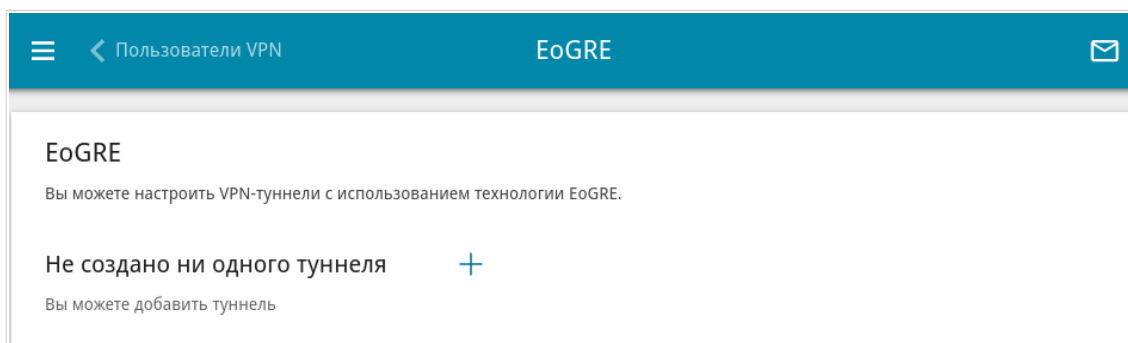 Пользователи VPN
EoGRE
EoGRE
Вы можете настроить VPN-туннели с использованием технологии EoGRE.
Не создано ни одного туннеля
Вы можете добавить туннель